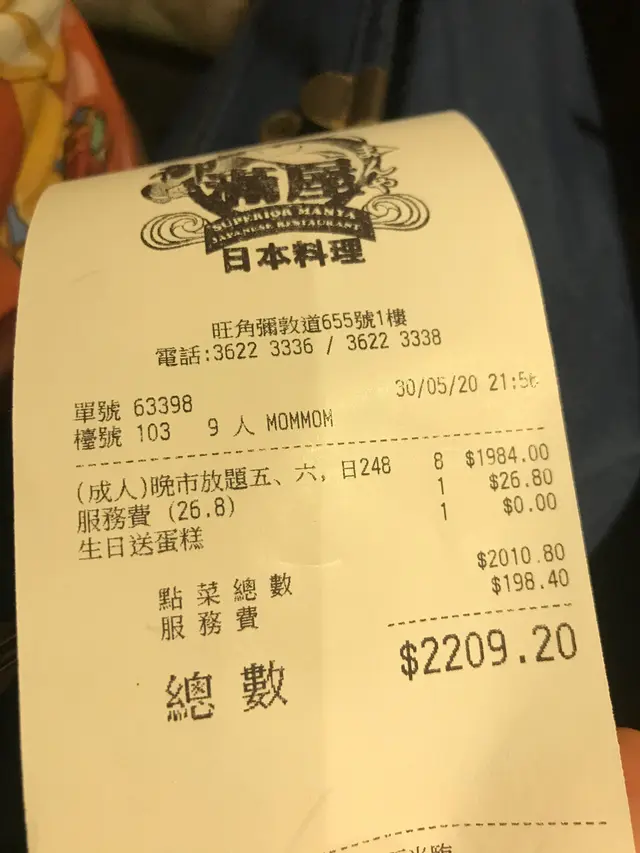 SUPERIOR MANYA
JAPANESE RESTAURANT
日本料理
旺角彌敦道655號1樓
電話:3622 3336 / 3622 3338
單號 63398 30/05/20 21:56
檯號 103 9 人 MOMMOM
(成人)晚市放題五、六, 日248 8 $1984.00
服務費 (26.8) 1 $26.80
生日送蛋糕 1 $0.00
點菜總數 $2010.80
服務費 $198.40
總數 $2209.20